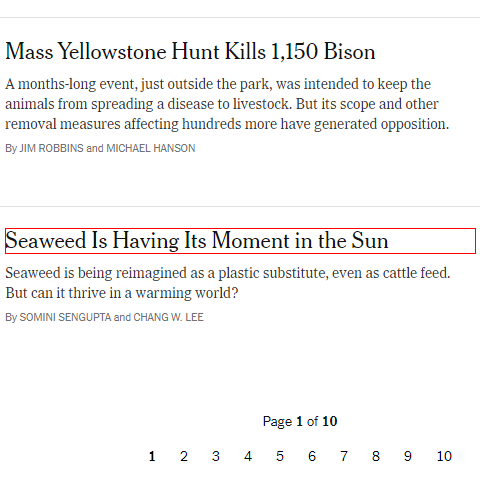 Mass Yellowstone Hunt Kills 1,150 Bison
A months-long event, just outside the park, was intended to keep the
animals from spreading a disease to livestock. But its scope and other
removal measures affecting hundreds more have generated opposition.
By JIM ROBBINS and MICHAEL HANSON
Seaweed Is Having Its Moment in the Sun
Seaweed is being reimagined as a plastic substitute, even as cattle feed.
But can it thrive in a warming world?
By SOMINI SENGUPTA and CHANG W. LEE
Page 1 of 10
1 2 3 4 5 6 7 8 9 10